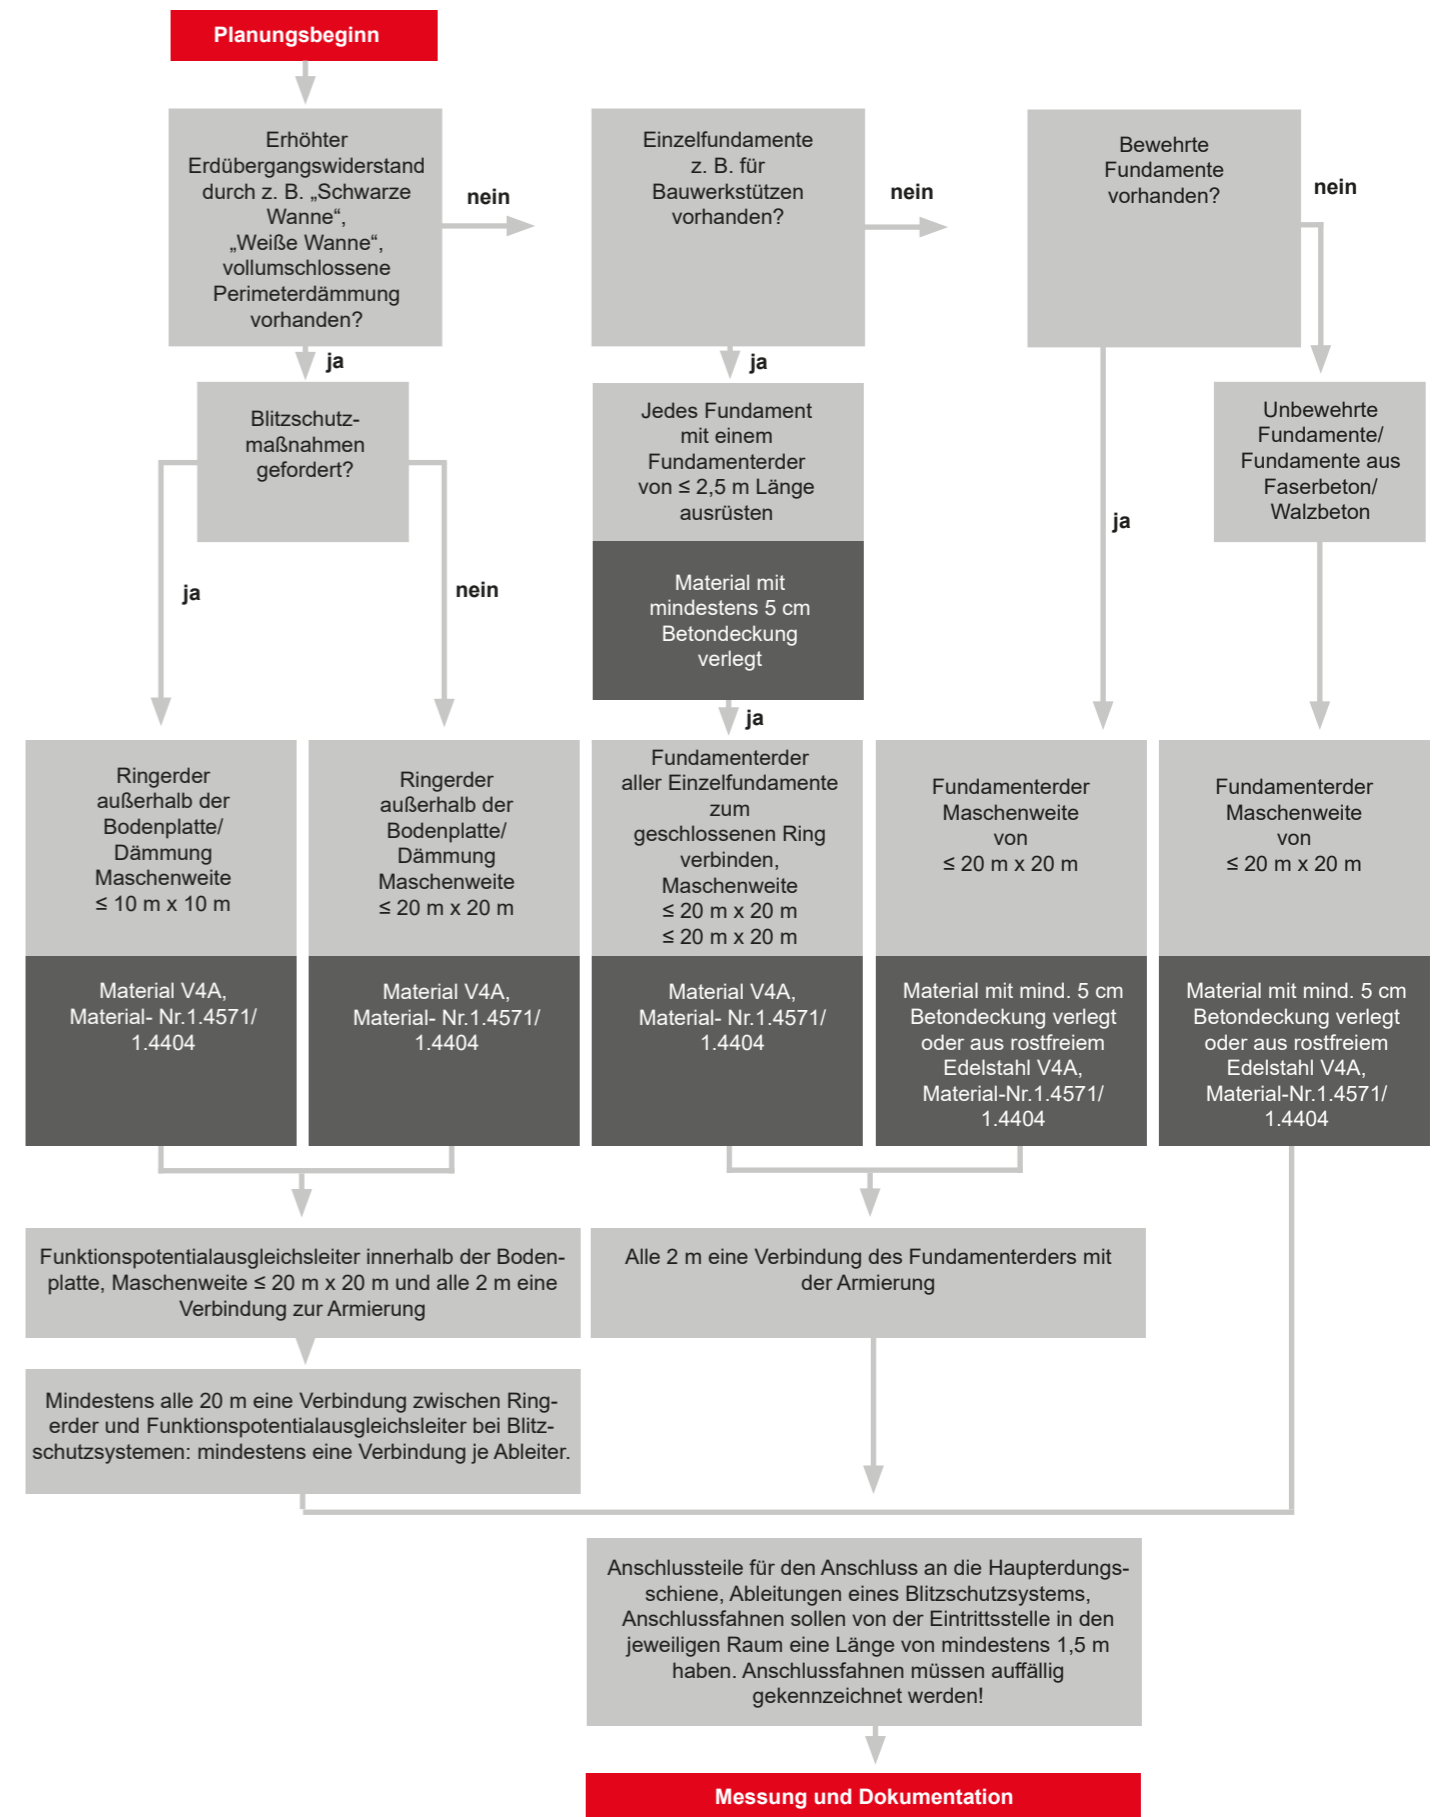 Planungsbeginn
Erhöhter
Erdübergangswiderstand
durch z. B. „Schwarze
Wanne“,
„Weiße Wanne“,
vollumschlossene
Perimeterdämmung
vorhanden?
nein
Einzelfundamente
z. B. für
Bauwerkstützen
vorhanden?
nein
Bewehrte
Fundamente
vorhanden?
nein
ja
ja
Blitzschutz-
maßnahmen
gefordert?
Jedes Fundament
mit einem
Fundamenterder
von ≤ 2,5 m Länge
ausrüsten
Unbewehrte
Fundamente/
Fundamente aus
Faserbeton/
Walzbeton
ja
Material mit
mindestens 5 cm
Betondeckung
verlegt
ja
nein
ja
Ringerder
außerhalb der
Bodenplatte/
Dämmung
Maschenweite
≤ 10 m x 10 m
Ringerder
außerhalb der
Bodenplatte/
Dämmung
Maschenweite
≤ 20 m x 20 m
Fundamenterder
aller Einzelfundamente
zum
geschlossenen Ring
verbinden,
Maschenweite
≤ 20 m x 20 m
≤ 20 m x 20 m
Fundamenterder
Maschenweite
von
≤ 20 m x 20 m
Fundamenterder
Maschenweite
von
≤ 20 m x 20 m
Material V4A,
Material- Nr.1.4571/
1.4404
Material V4A,
Material- Nr.1.4571/
1.4404
Material V4A,
Material- Nr.1.4571/
1.4404
Material mit mind. 5 cm
Betondeckung verlegt
oder aus rostfreiem
Edelstahl V4A,
Material-Nr.1.4571/
1.4404
Material mit mind. 5 cm
Betondeckung verlegt
oder aus rostfreiem
Edelstahl V4A,
Material-Nr.1.4571/
1.4404
Funktionspotentialausgleichsleiter innerhalb der Boden-
platte, Maschenweite ≤ 20 m x 20 m und alle 2 m eine
Verbindung zur Armierung
Alle 2 m eine Verbindung des Fundamenterders mit
der Armierung
Mindestens alle 20 m eine Verbindung zwischen Ring-
erder und Funktionspotentialausgleichsleiter bei Blitz-
schutzsystemen: mindestens eine Verbindung je Ableiter.
Anschlussteile für den Anschluss an die Haupterdungs-
schiene, Ableitungen eines Blitzschutzsystems,
Anschlussfahnen sollen von der Eintrittsstelle in den
jeweiligen Raum eine Länge von mindestens 1,5 m
haben. Anschlussfahnen müssen auffällig
gekennzeichnet werden!
Messung und Dokumentation